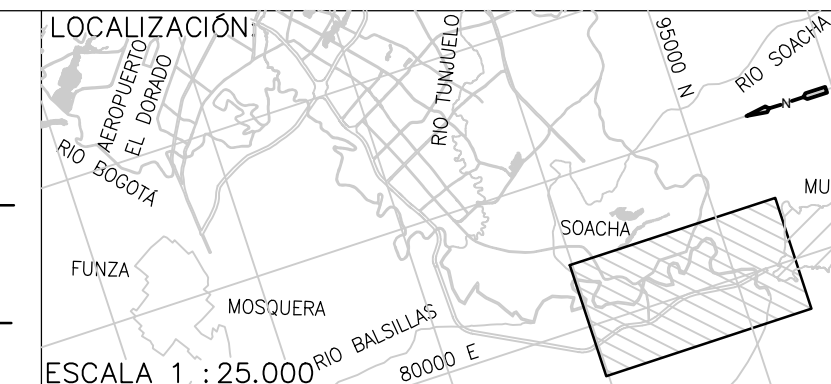 LOCALIZACIÓN:
AEROPUERTO
EL DORADO
RIO TUNJUELO
95000 N
RIO SOACHA
N
RIO BOGOTÁ
MU
SOACHA
FUNZA
MOSQUERA
RIO BALSILLAS
80000 E
ESCALA 1 : 25.000